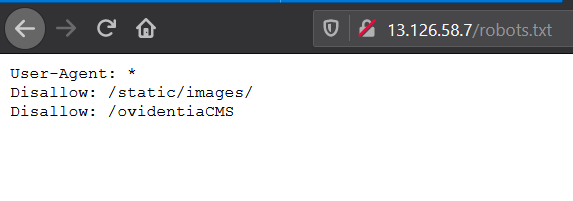 13.126.58.7/robots.txt
User-Agent: *
Disallow: /static/images/
Disallow: /ovidentiaCMS